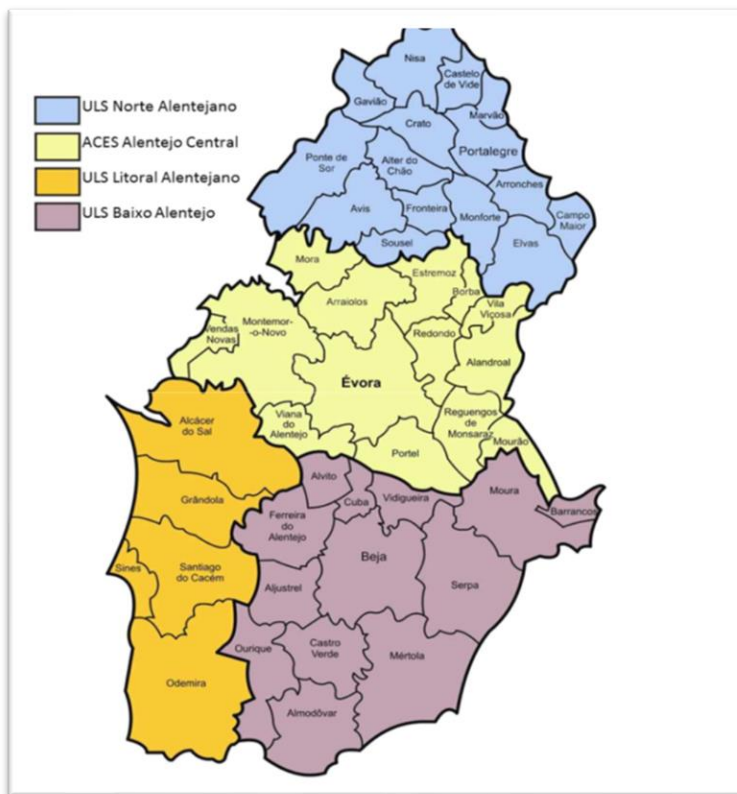 ULS Norte Alentejano
ACES Alentejo Central
ULS Litoral Alentejano
ULS Baixo Alentejo
Nisa
Castelo
de Vide
Gavião
Marvão
Crato
Portalegre
Ponte de
Sor
Alter do
Chão
Arronches
Avis
Fronteira
Monforte
Campo
Maior
Elvas
Sousel
Mora
Estremoz
Borba
Vila
Viçosa
Arraiolos
Montemor-
-o-Novo
Vendas
Novas
Redondo
Alandroal
Évora
Viana
do
Alentejo
Reguengos
de
Monsaraz
Mourão
Portel
Alcácer
do Sal
Grândola
Sines
Santiago
do Cacém
Odemira
Alvito
Cuba
Vidigueira
Moura
Barrancos
Ferreira
do
Alentejo
Beja
Serpa
Aljustrel
Ourique
Castro
Verde
Mértola
Almodôvar